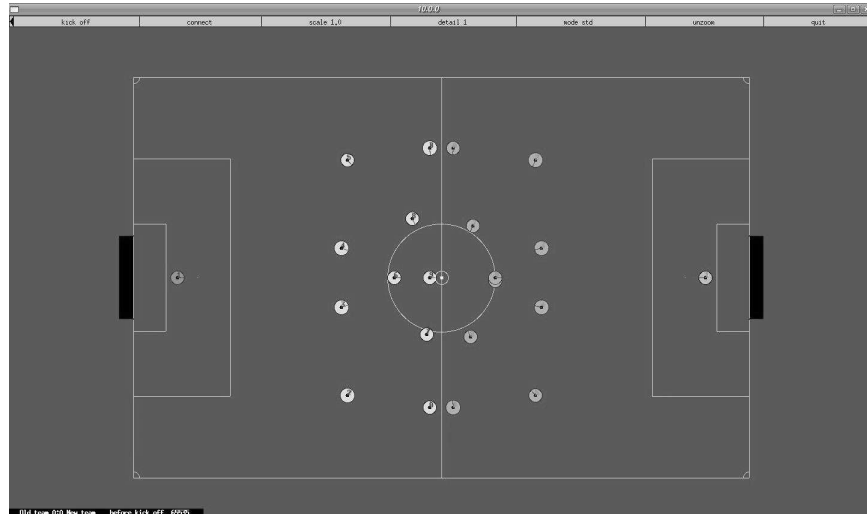 10.0.0
kick off connect scale 1.0 detail 1 mode std unzoom quit
Old team 0:0 New team before kick off 65535